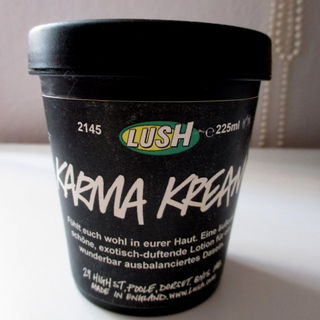 2145 LUSH e 225ml
KARMA KREAM
Fühlt euch wohl in eurer Haut. Eine
schöne, exotisch-duftende Lotion für
wunderbar ausbalanciertes
29 HIGH ST, POOLE, DORSET,
MADE IN ENGLAND. WWW.LUSH.COM